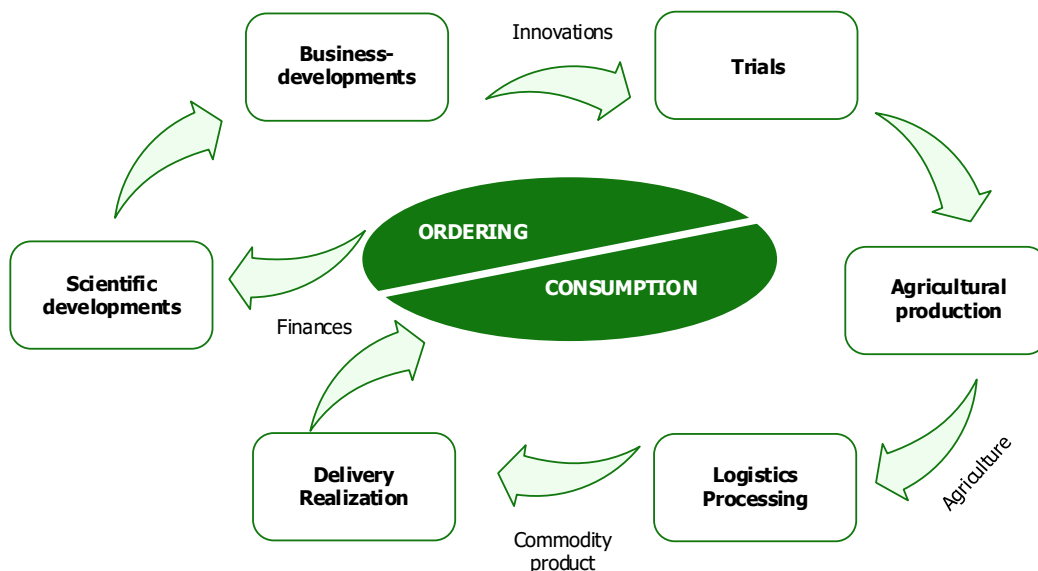 Business-
developments
Innovations
Trials
ORDERING
CONSUMPTION
Scientific
developments
Finances
Agricultural
production
Delivery
Realization
Logistics
Processing
Agriculture
Commodity
product